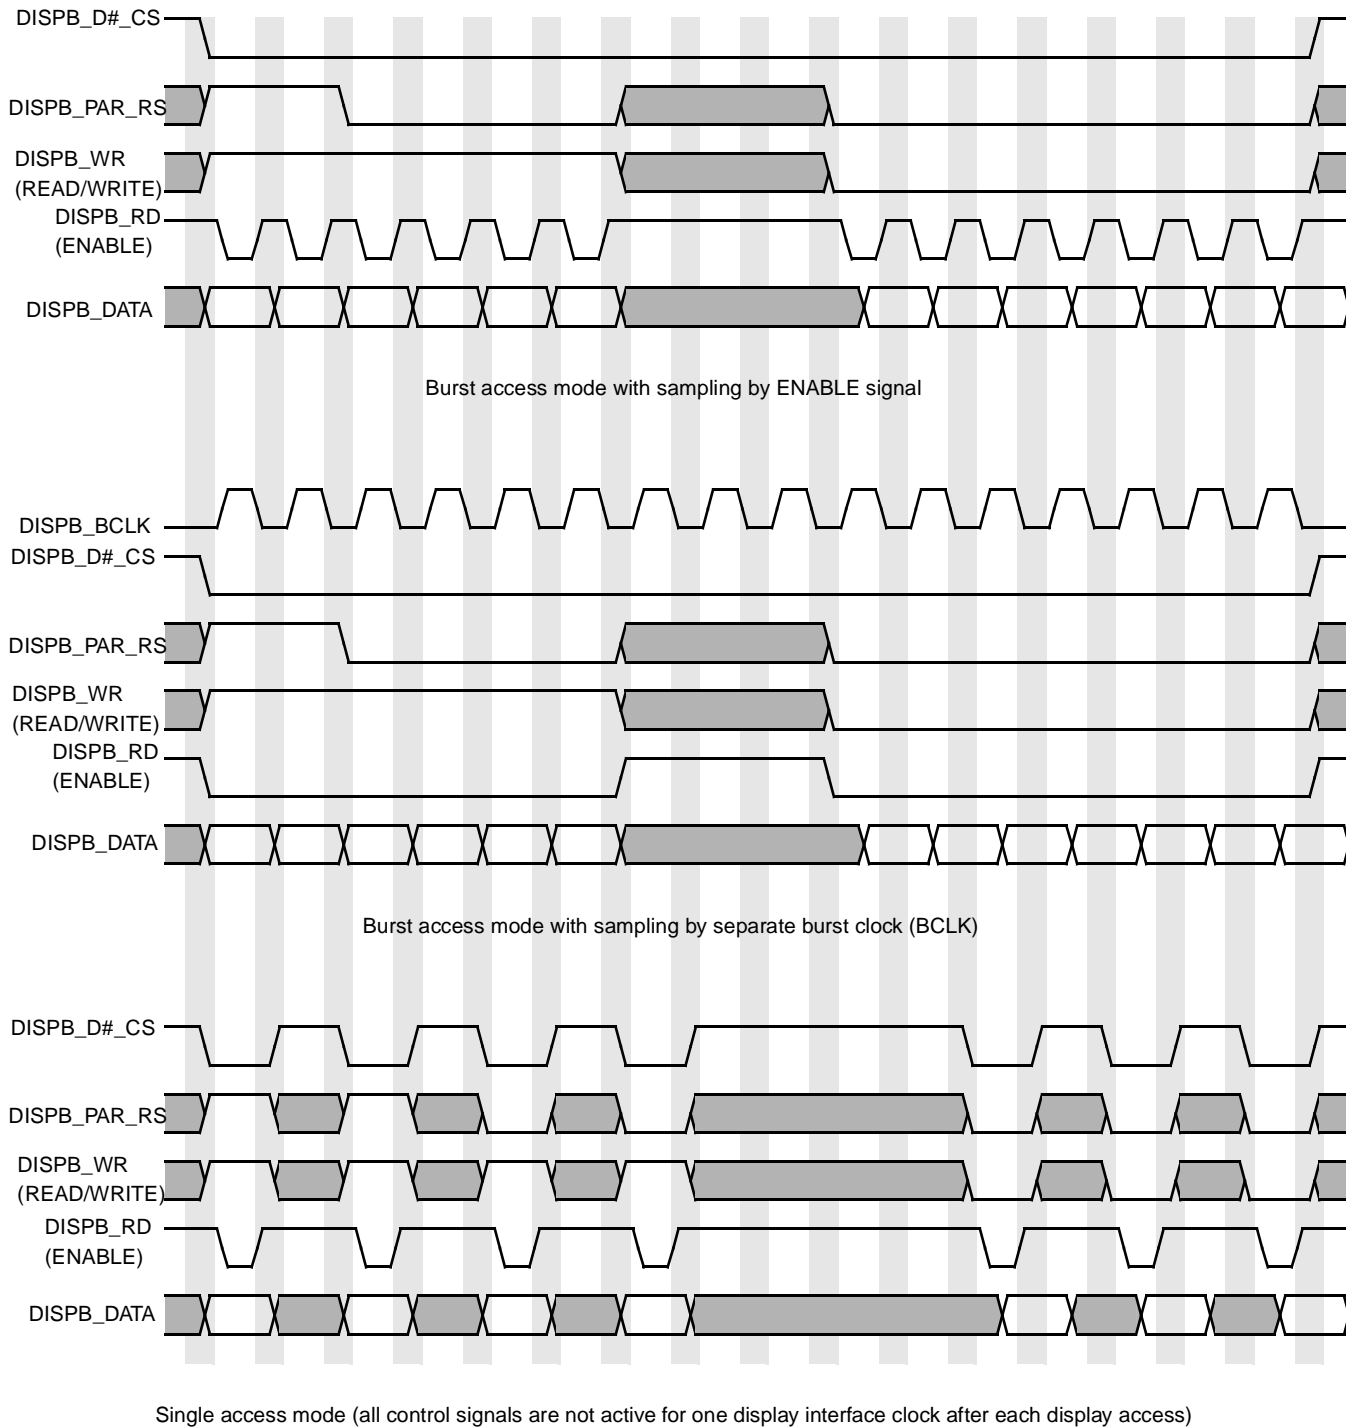 DISPB_D#_CS
DISPB_PAR_RS
DISPB_WR
(READ/WRITE)
DISPB_RD
(ENABLE)
DISPB_DATA
Burst access mode with sampling by ENABLE signal
DISPB_BCLK
DISPB_D#_CS
DISPB_PAR_RS
DISPB_WR
(READ/WRITE)
DISPB_RD
(ENABLE)
DISPB_DATA
Burst access mode with sampling by separate burst clock (BCLK)
DISPB_D#_CS
DISPB_PAR_RS
DISPB_WR
(READ/WRITE)
DISPB_RD
(ENABLE)
DISPB_DATA
Single access mode (all control signals are not active for one display interface clock after each display access)